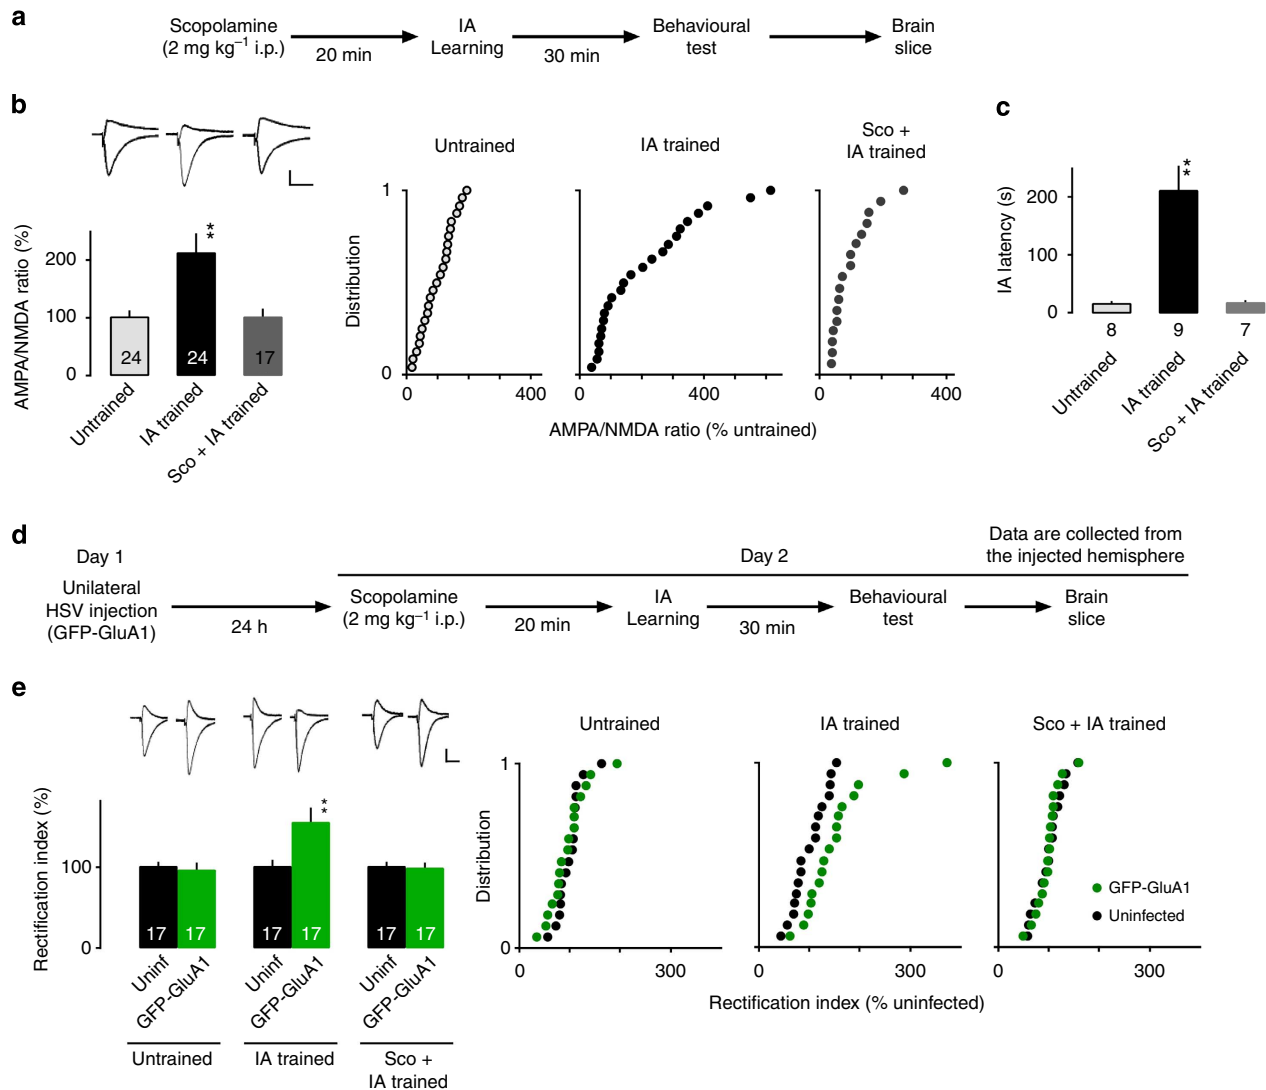 a
Scopolamine
(2 mg kg–1 i.p.)
20 min
IA
Learning
30 min
Behavioural
test
Brain
slice
b
AMPA/NMDA ratio (%)
200
100
0
24
24
17
**
Untrained
IA trained
Sco + IA trained
Untrained
IA trained
Sco +
IA trained
Distribution
1
0
0
400
0
400
0
400
AMPA/NMDA ratio (% untrained)
c
IA latency (s)
200
100
0
**
8
9
7
Untrained
IA trained
Sco + IA trained
d
Day 1
Unilateral
HSV injection
(GFP-GluA1)
24 h
Day 2
Data are collected from
the injected hemisphere
Scopolamine
(2 mg kg–1 i.p.)
20 min
IA
Learning
30 min
Behavioural
test
Brain
slice
e
Rectification index (%)
100
0
**
17
17
17
17
17
17
Uninf
GFP-GluA1
Uninf
GFP-GluA1
Uninf
GFP-GluA1
Untrained
IA trained
Sco +
IA trained
Untrained
IA trained
Sco + IA trained
Distribution
1
0
0
300
0
300
0
300
GFP-GluA1
Uninfected
Rectification index (% uninfected)